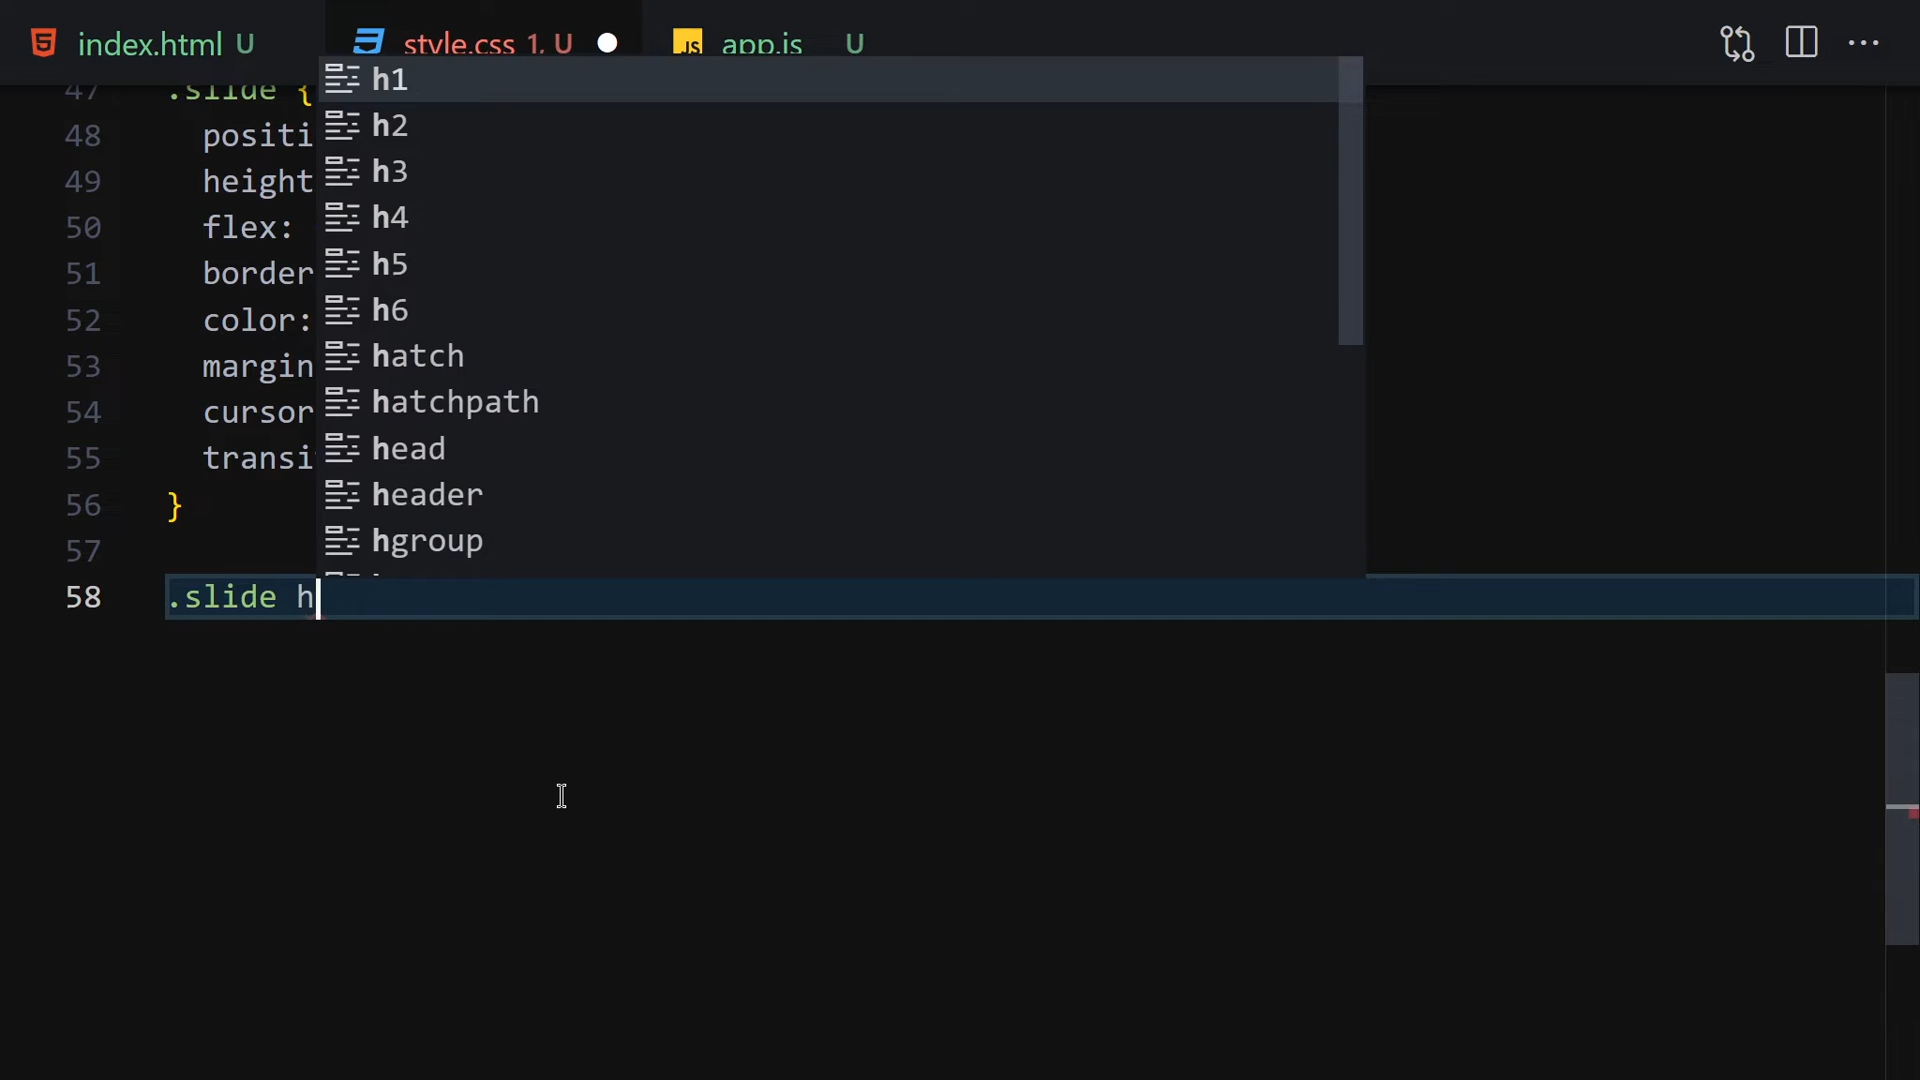 index.html U style.css 1, U app.js U
47 .slide {
48 positi
49 height
50 flex:
51 border
52 color:
53 margin
54 cursor
55 transi
56 }
57
58 .slide h
h1
h2
h3
h4
h5
h6
hatch
hatchpath
head
header
hgroup